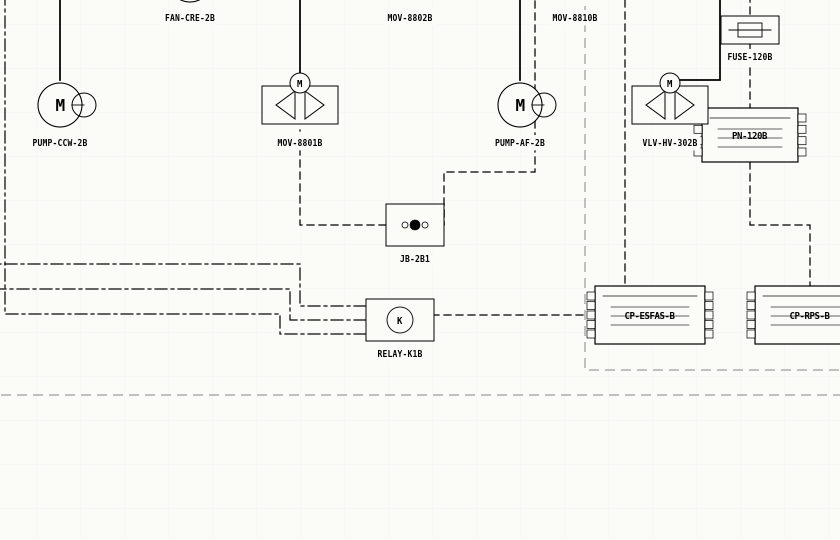 FAN-CRE-2B
MOV-8802B
MOV-8810B
FUSE-120B
M
M
M
M
PUMP-CCW-2B
MOV-8801B
PUMP-AF-2B
VLV-HV-302B
PN-120B
JB-2B1
K
RELAY-K1B
CP-ESFAS-B
CP-RPS-B